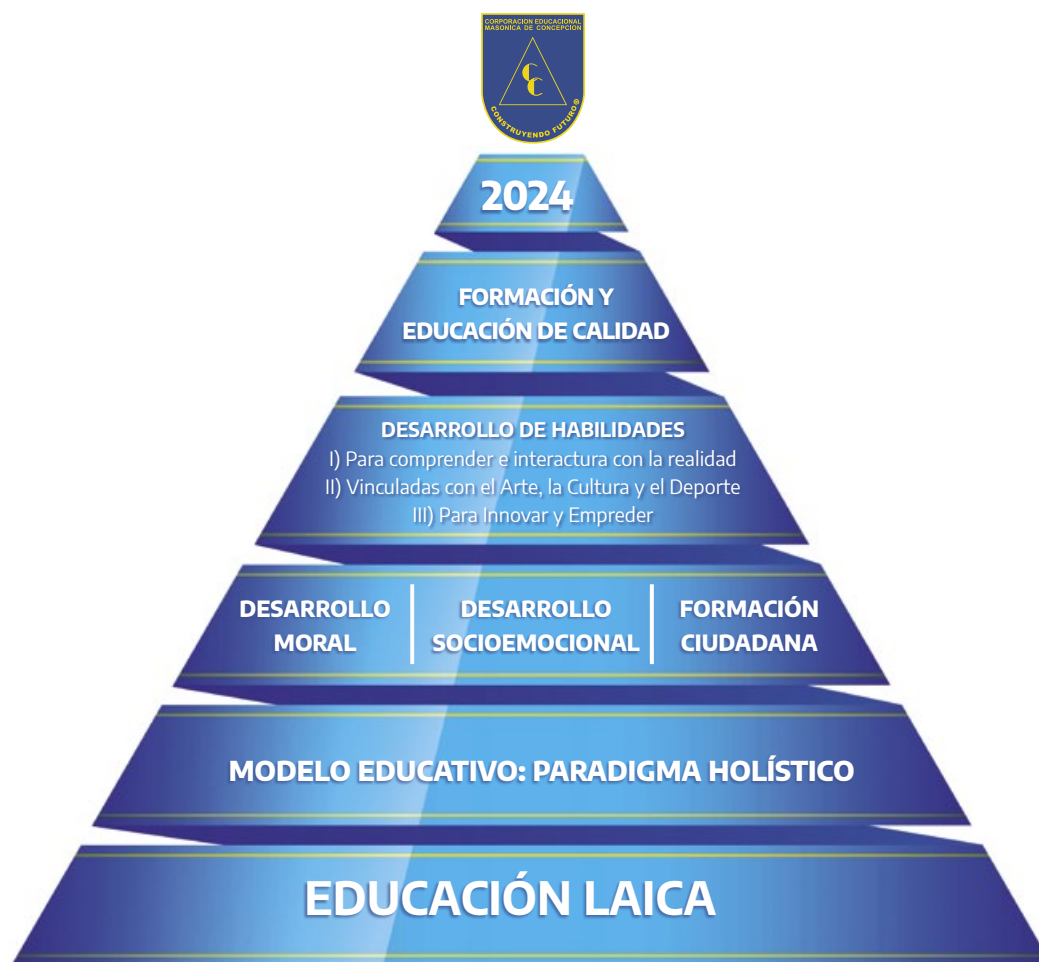 CORPORACION EDUCACIONAL
MASONICA DE CONCEPCION
CC
CONSTRUYENDO FUTURO®
2024
FORMACIÓN Y
EDUCACIÓN DE CALIDAD
DESARROLLO DE HABILIDADES
I) Para comprender e interactura con la realidad
II) Vinculadas con el Arte, la Cultura y el Deporte
III) Para Innovar y Empreder
DESARROLLO
MORAL
DESARROLLO
SOCIOEMOCIONAL
FORMACIÓN
CIUDADANA
MODELO EDUCATIVO: PARADIGMA HOLÍSTICO
EDUCACIÓN LAICA